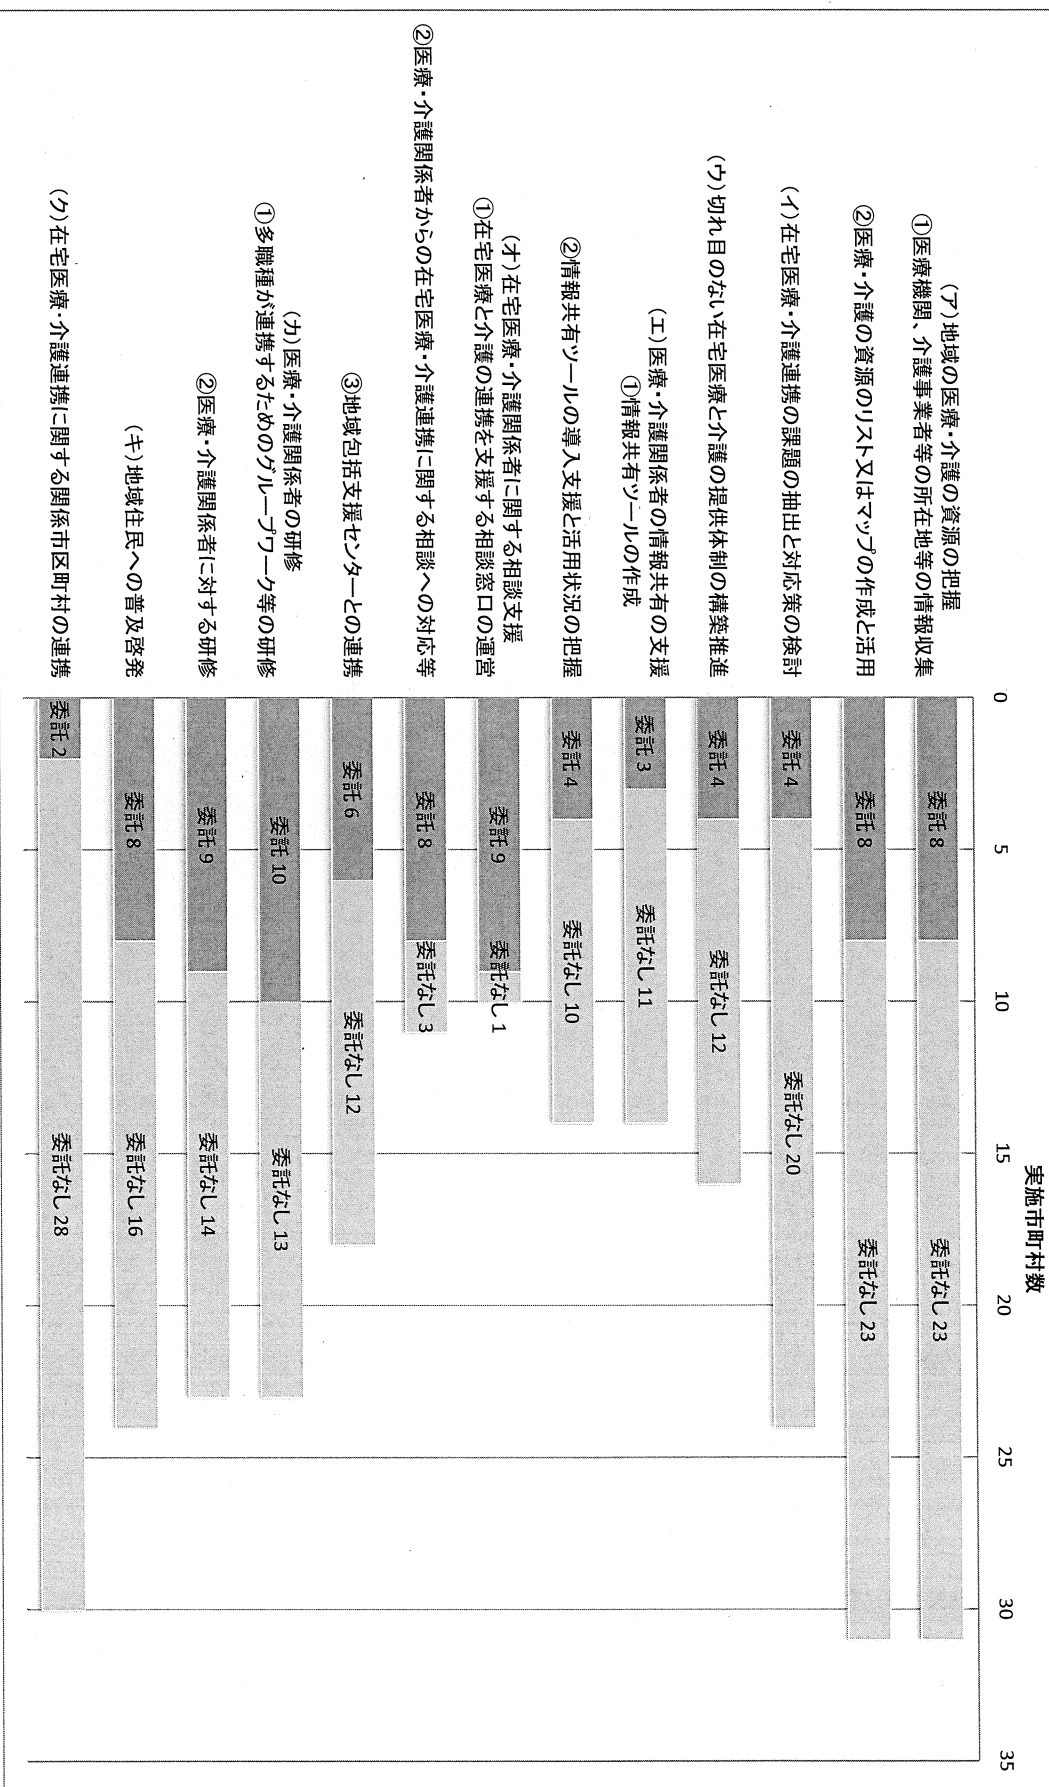 実施市町村数
0 5 10 15 20 25 30 35
(ア)地域の医療・介護の資源の把握
①医療機関、介護事業者等の所在地等の情報収集
委託 8 委託なし 23
②医療・介護の資源のリスト又はマップの作成と活用
委託 8 委託なし 23
(イ)在宅医療・介護連携の課題の抽出と対応策の検討
委託 4 委託なし 20
(ウ)切れ目のない在宅医療と介護の提供体制の構築推進
委託 4 委託なし 12
(エ)医療・介護関係者の情報共有の支援
①情報共有ツールの作成
委託 3 委託なし 11
②情報共有ツールの導入支援と活用状況の把握
委託 4 委託なし 10
(オ)在宅医療・介護関係者に関する相談支援
①在宅医療と介護の連携を支援する相談窓口の運営
委託 9 委託なし 1
②医療・介護関係者からの在宅医療・介護連携に関する相談への対応等
委託 8 委託なし 3
③地域包括支援センターとの連携
委託 6 委託なし 12
(カ)医療・介護関係者の研修
①多職種が連携するためのグループワーク等の研修
委託 10 委託なし 13
②医療・介護関係者に対する研修
委託 9 委託なし 14
(キ)地域住民への普及啓発
委託 8 委託なし 16
(ク)在宅医療・介護連携に関する関係市区町村の連携
委託 2 委託なし 28